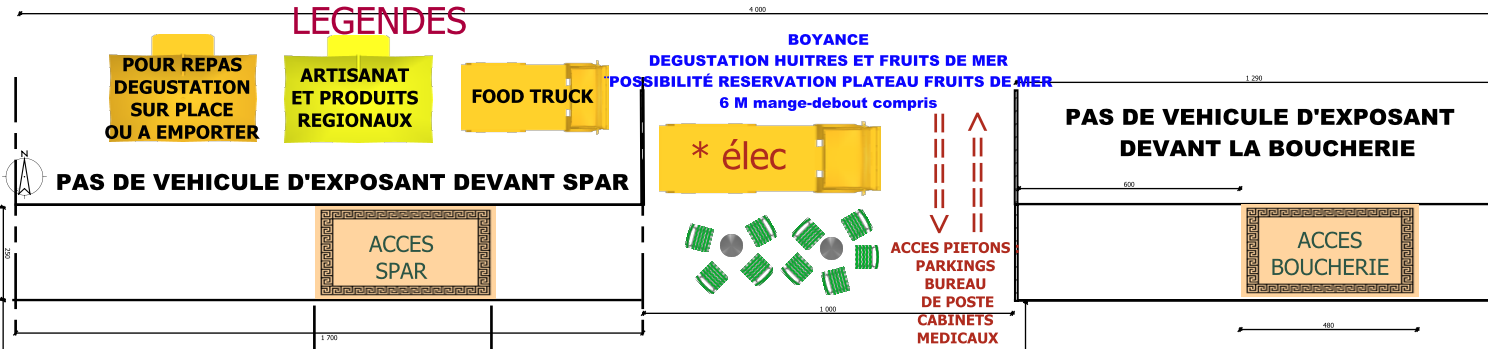 LEGENDES
4 000
POUR REPAS
DEGUSTATION
SUR PLACE
OU A EMPORTER
ARTISANAT
ET PRODUITS
REGIONAUX
FOOD TRUCK
BOYANCE
DEGUSTATION HUITRES ET FRUITS DE MER
"POSSIBILITÉ RESERVATION PLATEAU FRUITS DE MER
6 M mange-debout compris
* élec
1 290
PAS DE VEHICULE D'EXPOSANT
DEVANT LA BOUCHERIE
N
PAS DE VEHICULE D'EXPOSANT DEVANT SPAR
600
250
ACCES
SPAR
ACCES PIETONS
PARKINGS
BUREAU
DE POSTE
CABINETS
MEDICAUX
ACCES
BOUCHERIE
1 700
1 000
480